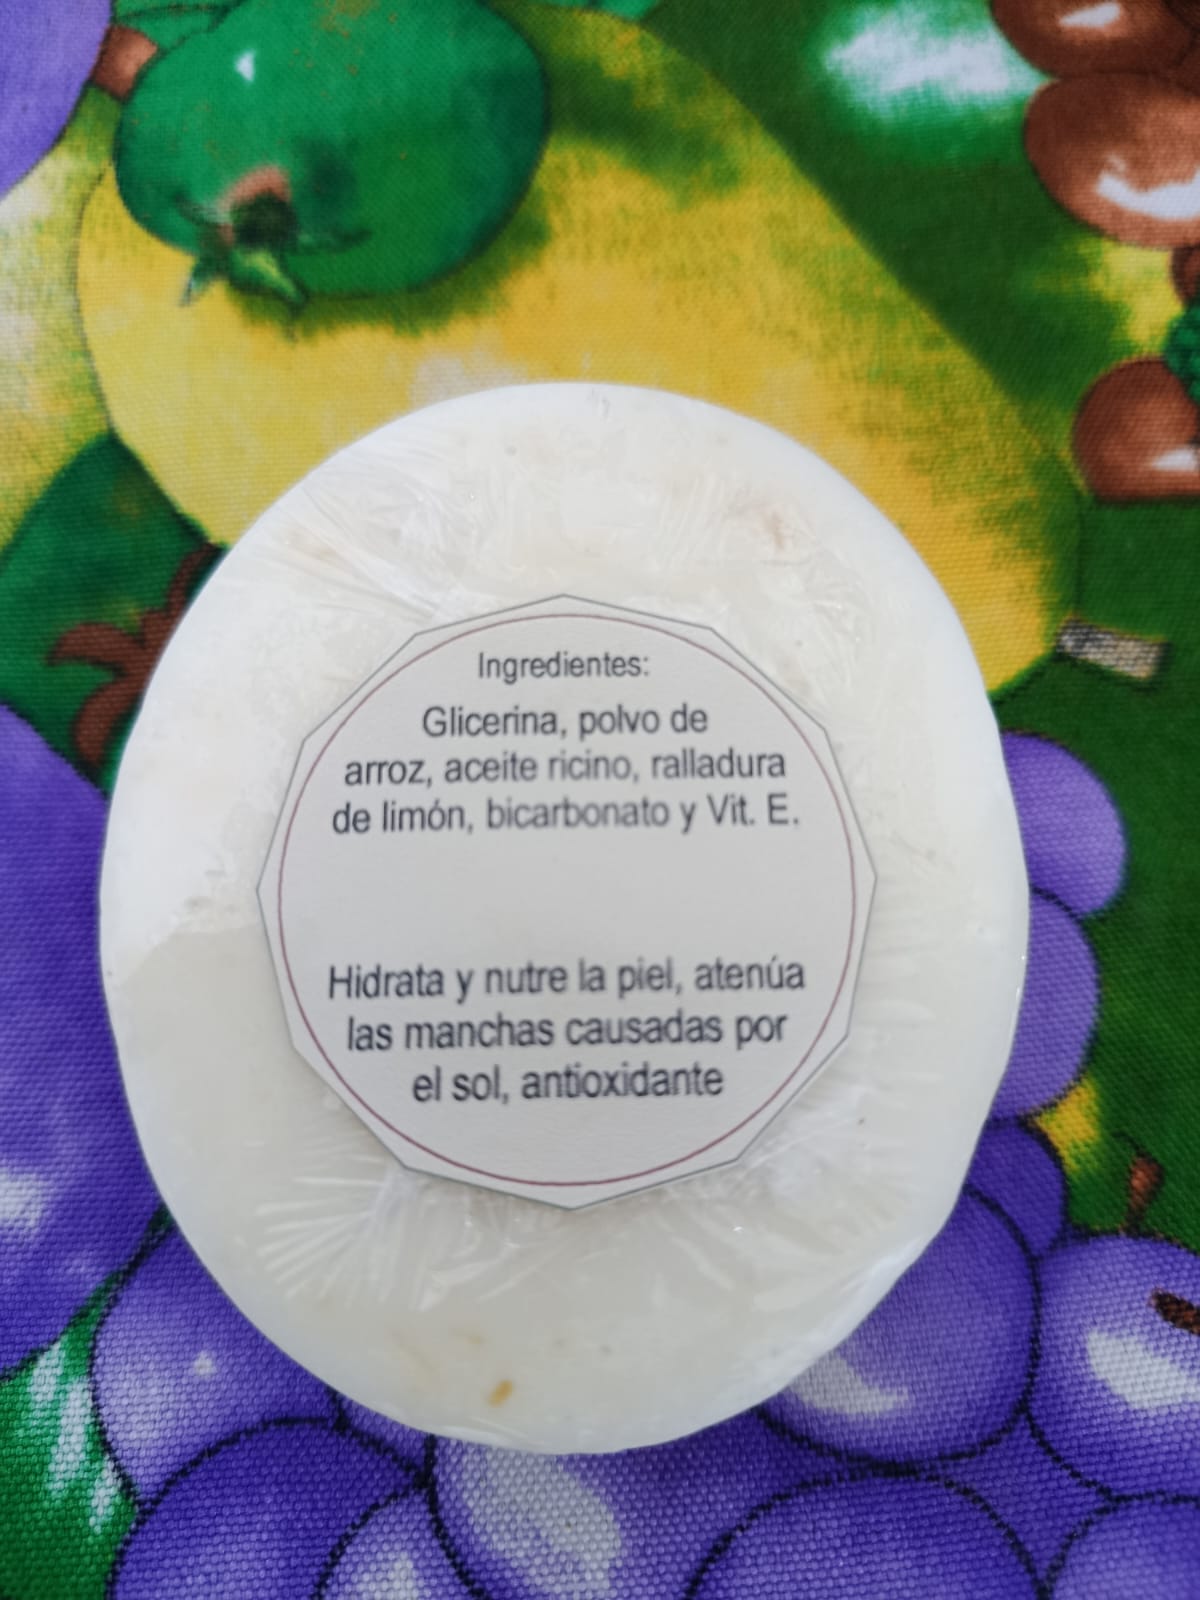 Ingredientes:
Glicerina, polvo de
arroz, aceite ricino, ralladura
de limón, bicarbonato y Vit. E.
Hidrata y nutre la piel, atenúa
las manchas causadas por
el sol, antioxidante